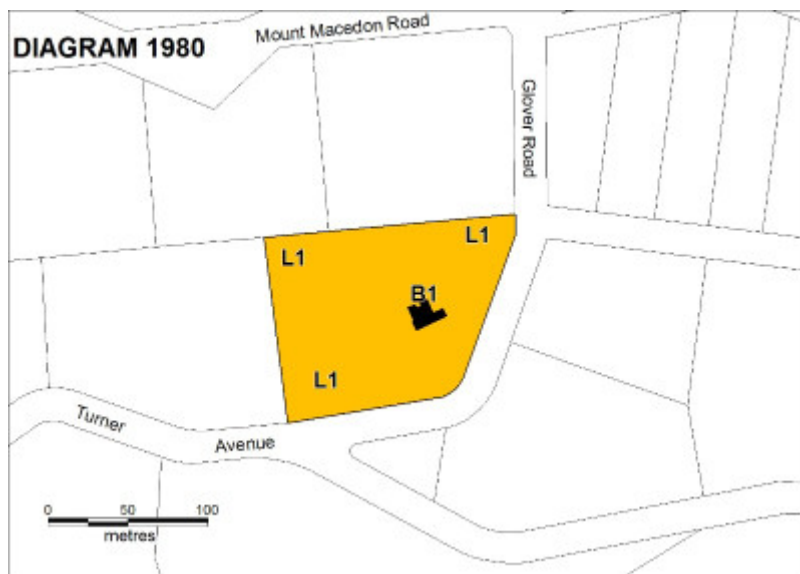 Mount Macedon Road
DIAGRAM 1980
Glover Road
L1
L1
B1
L1
Turner
Avenue
0 50 100
metres